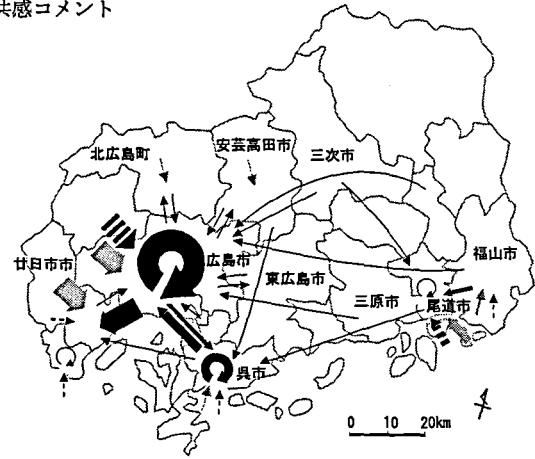 共感コメント
北広島町
安芸高田市
三次市
廿日市市
広島市
東広島市
三原市
尾道市
福山市
呉市
0 10 20km